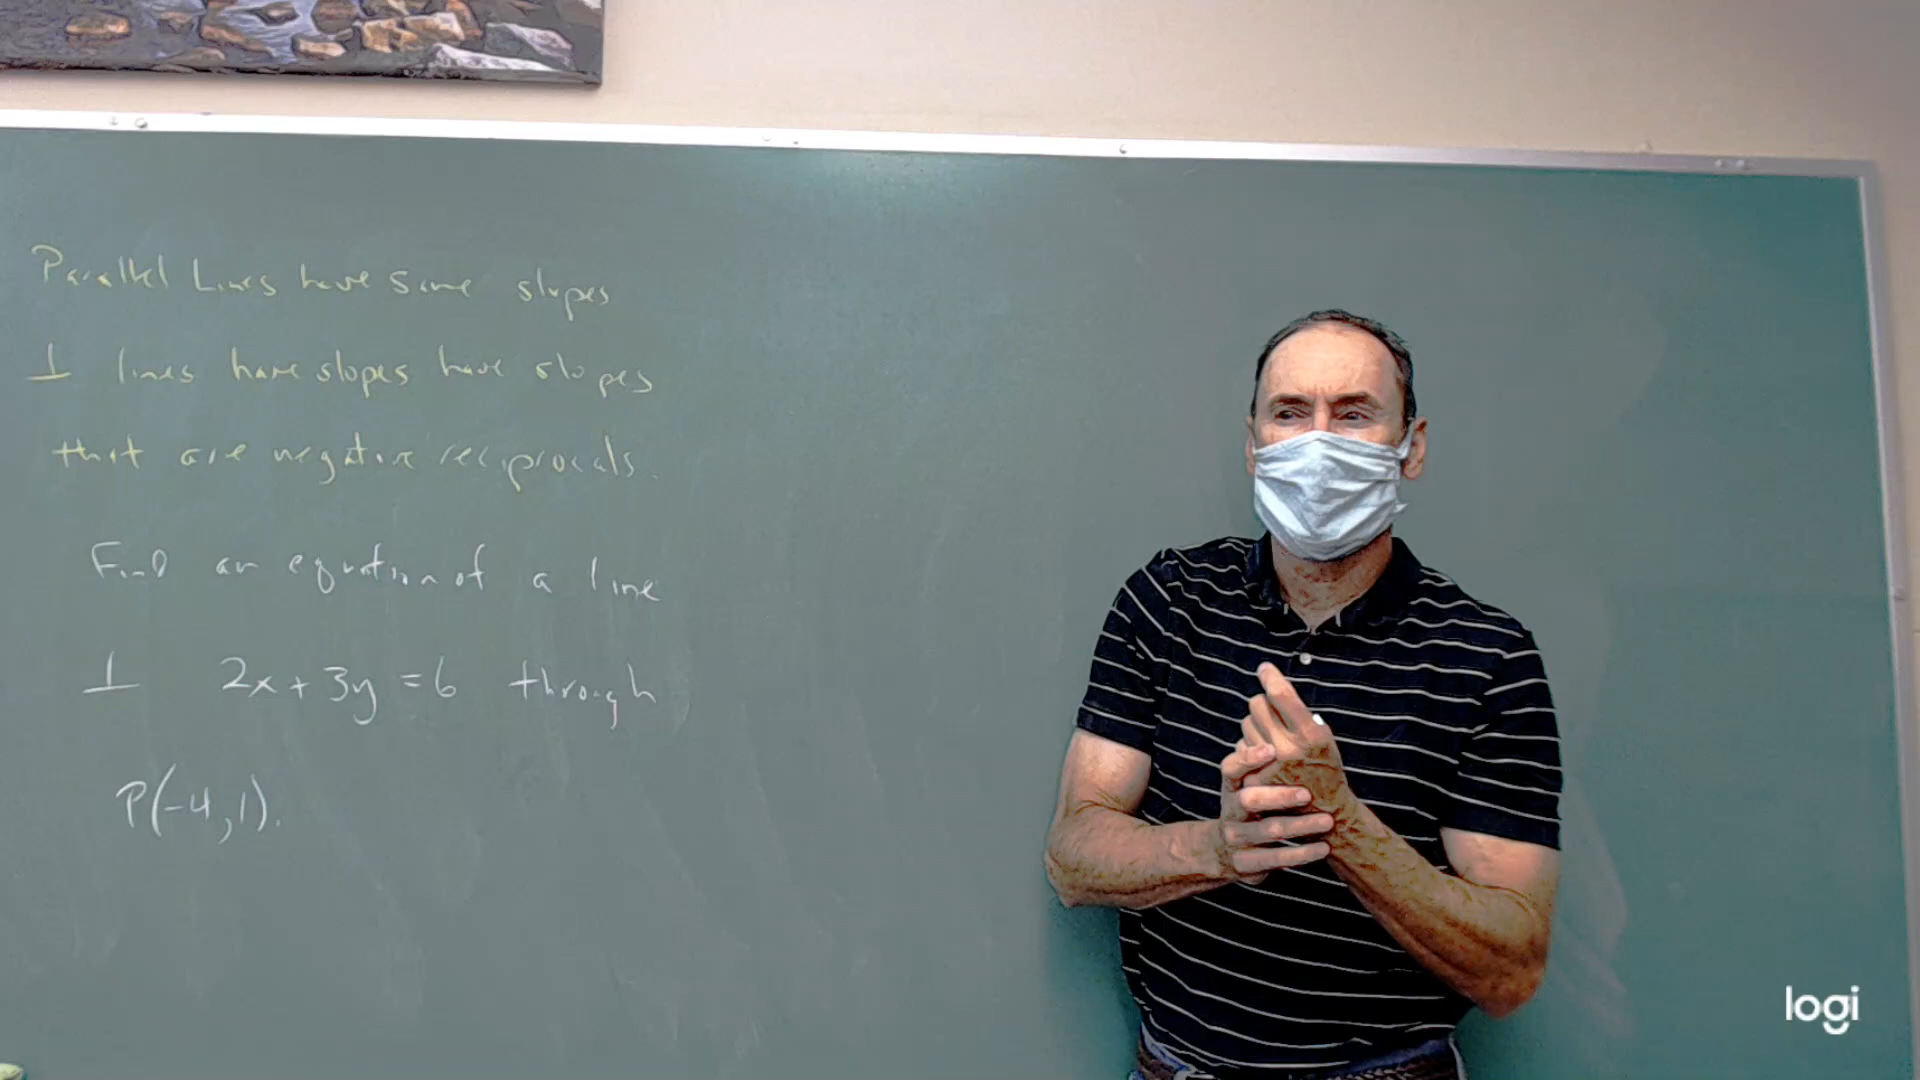 Parallel Lines have same slopes
⊥ lines have slopes have slopes
that are negative reciprocals.
Find an equation of a line
⊥ 2x+3y=6 through
P(-4,1).
logi